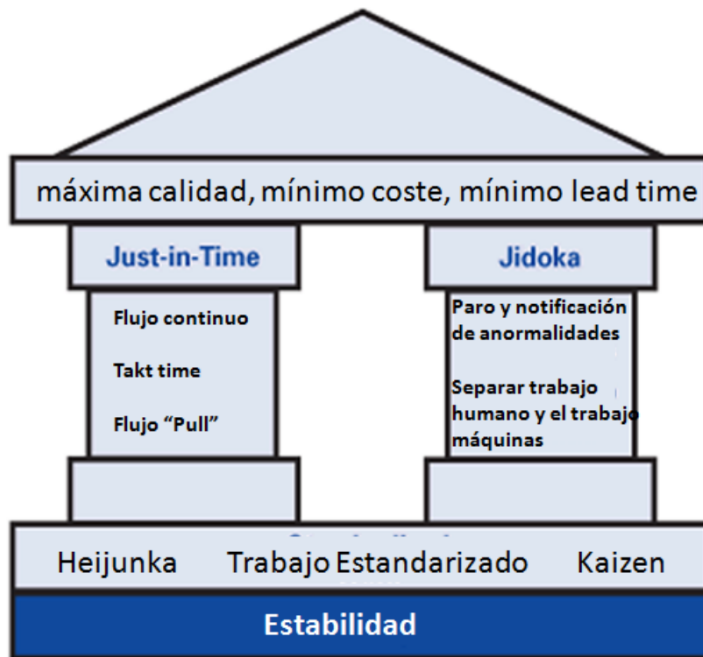 máxima calidad, mínimo coste, mínimo lead time
Just-in-Time
Flujo continuo
Takt time
Flujo “Pull”
Jidoka
Paro y notificación
de anormalidades
Separar trabajo
humano y el trabajo
máquinas
Heijunka Trabajo Estandarizado Kaizen
Estabilidad